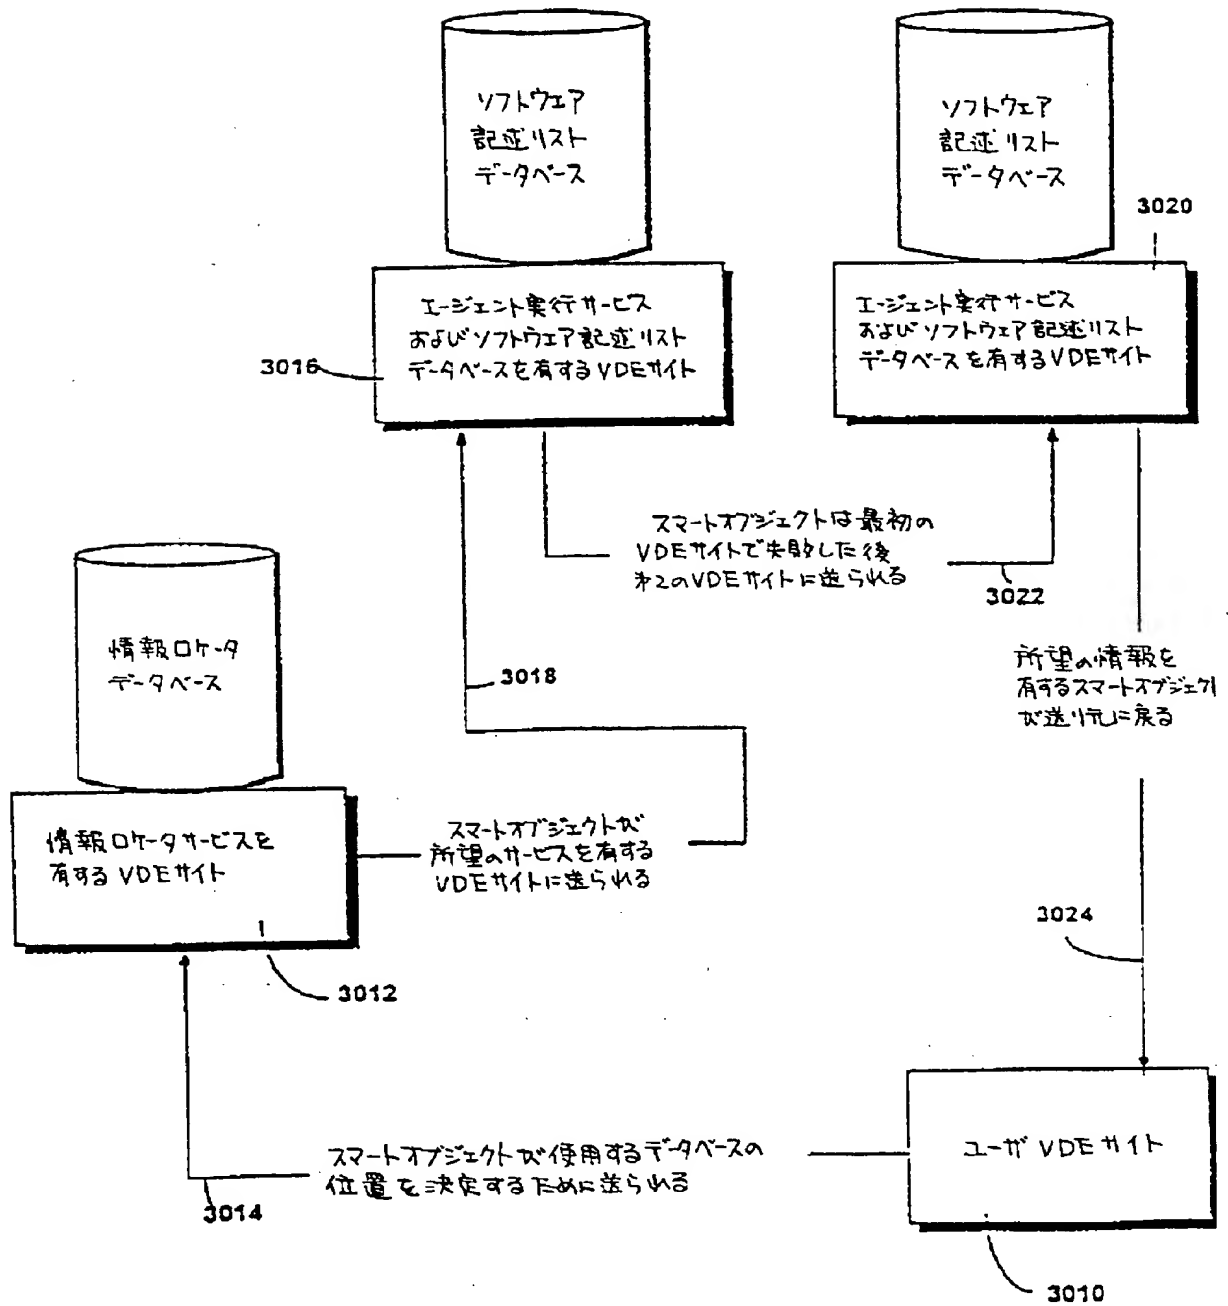 ソフトウェア
記述リスト
データベース
ソフトウェア
記述リスト
データベース
3020
エージェント実行サービス
およびソフトウェア記述リスト
データベースを有するVDEサイト
3016
エージェント実行サービス
およびソフトウェア記述リスト
データベースを有するVDEサイト
スマートオブジェクトは最初の
VDEサイトで失敗した後
第2のVDEサイトに送られる
3022
情報ロケータ
データベース
3018
所望の情報を
有するスマートオブジェクト
が送り元に戻る
情報ロケータサービスを
有するVDEサイト
スマートオブジェクトが
所望のサービスを有する
VDEサイトに送られる
3012
3024
スマートオブジェクトが使用するデータベースの
位置を決定するために送られる
3014
ユーザVDEサイト
3010